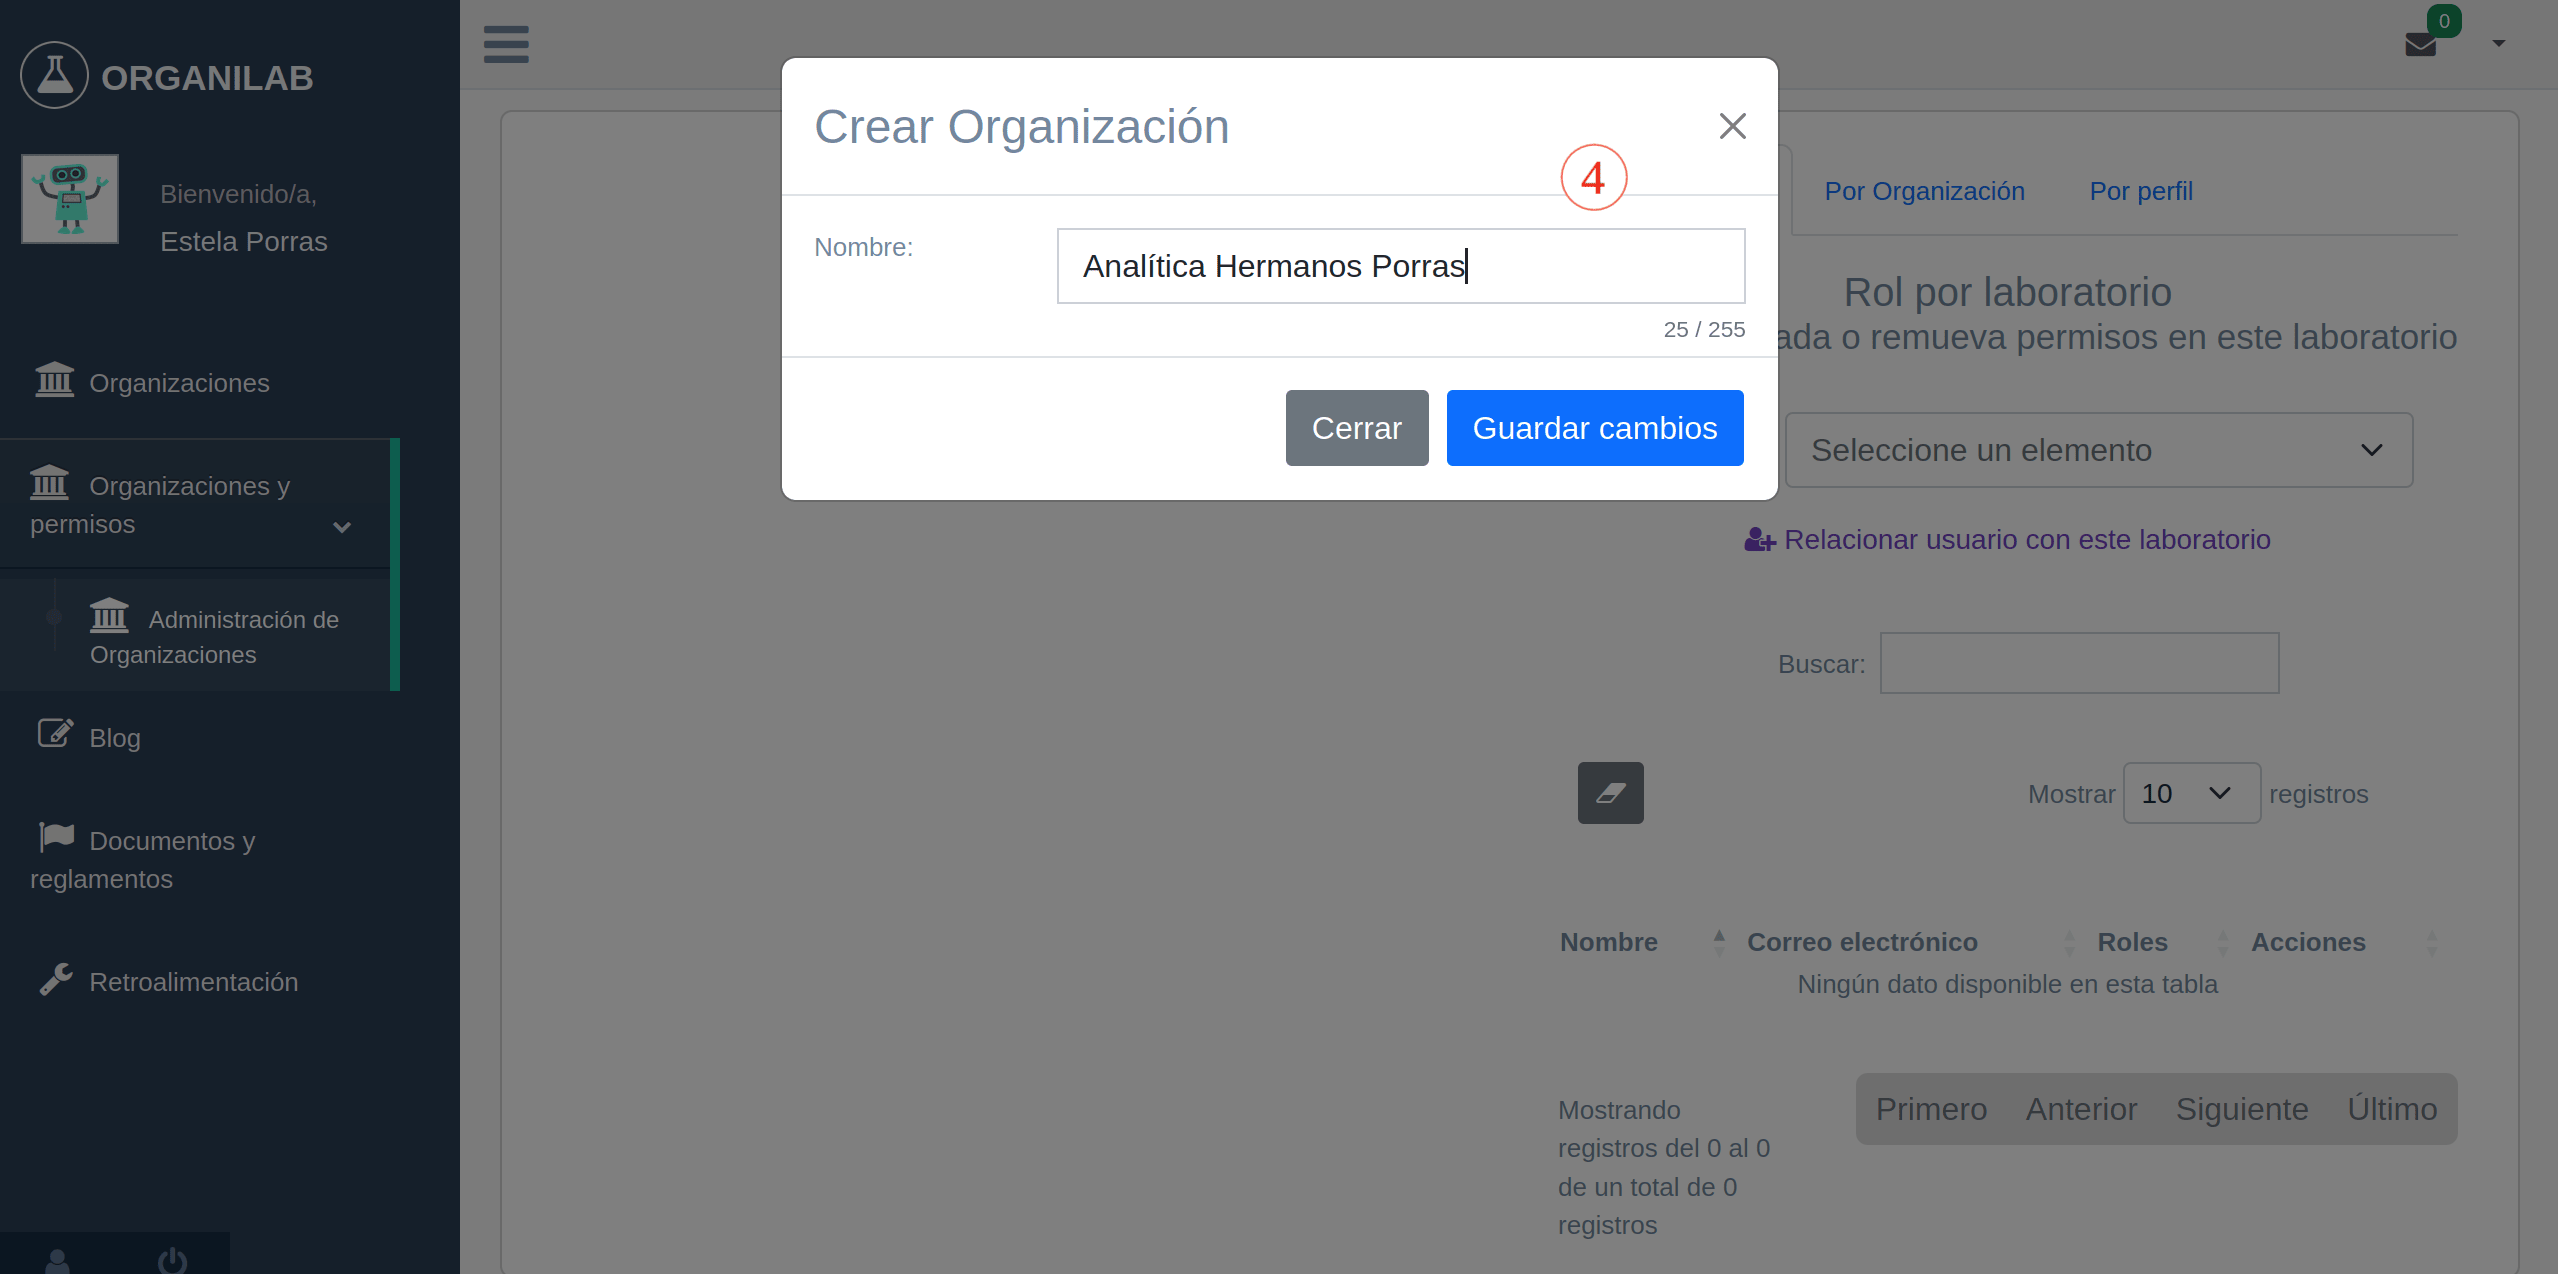 ORGANILAB
Bienvenido/a,
Estela Porras
Organizaciones
Organizaciones y
permisos
Administración de
Organizaciones
Blog
Documentos y
reglamentos
Retroalimentación
0
Crear Organización
4
Nombre:
Analítica Hermanos Porras
25 / 255
Cerrar
Guardar cambios
Por Organización
Por perfil
Rol por laboratorio
ada o remueva permisos en este laboratorio
Seleccione un elemento
Relacionar usuario con este laboratorio
Buscar:
Mostrar 10 registros
Nombre Correo electrónico Roles Acciones
Ningún dato disponible en esta tabla
Mostrando
registros del 0 al 0
de un total de 0
registros
Primero Anterior Siguiente Último